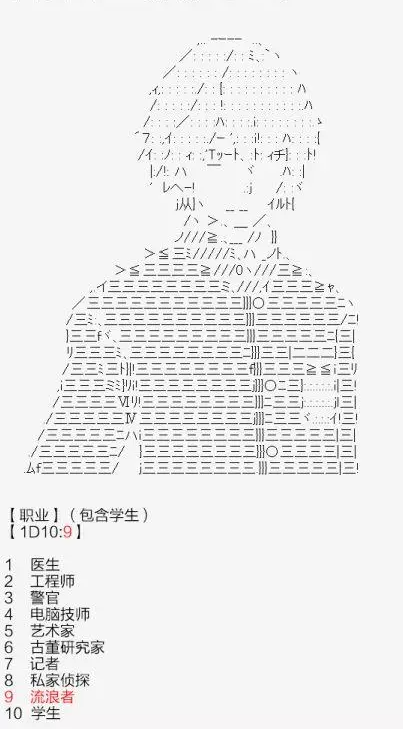 【职业】（包含学生）
【1D10:9】
1 医生
2 工程师
3 警官
4 电脑技师
5 艺术家
6 古董研究家
7 记者
8 私家侦探
9 流浪者
10 学生